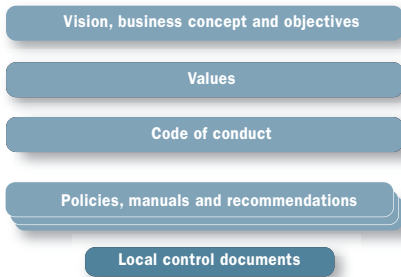 Vision, business concept and objectives
Values
Code of conduct
Policies, manuals and recommendations
Local control documents